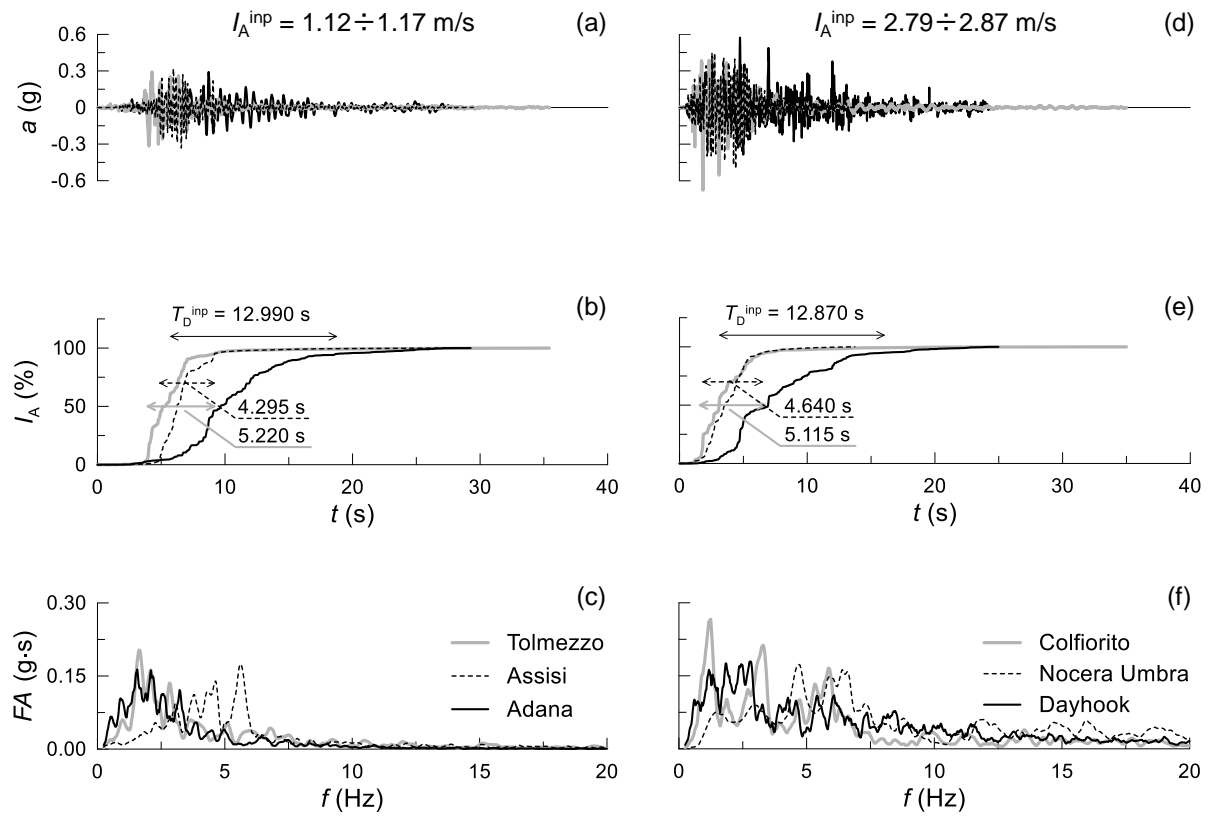 I_A^inp = 1.12÷1.17 m/s
(a)
a (g)
0.6
0.3
0
-0.3
-0.6
(b)
T_D^inp = 12.990 s
4.295 s
5.220 s
I_A (%)
100
50
0
0 10 20 30 40
t (s)
(c)
FA (g·s)
0.30
0.15
0.00
Tolmezzo
Assisi
Adana
0 5 10 15 20
f (Hz)
I_A^inp = 2.79÷2.87 m/s
(d)
(e)
T_D^inp = 12.870 s
4.640 s
5.115 s
0 10 20 30 40
t (s)
(f)
Colfiorito
Nocera Umbra
Dayhook
0 5 10 15 20
f (Hz)